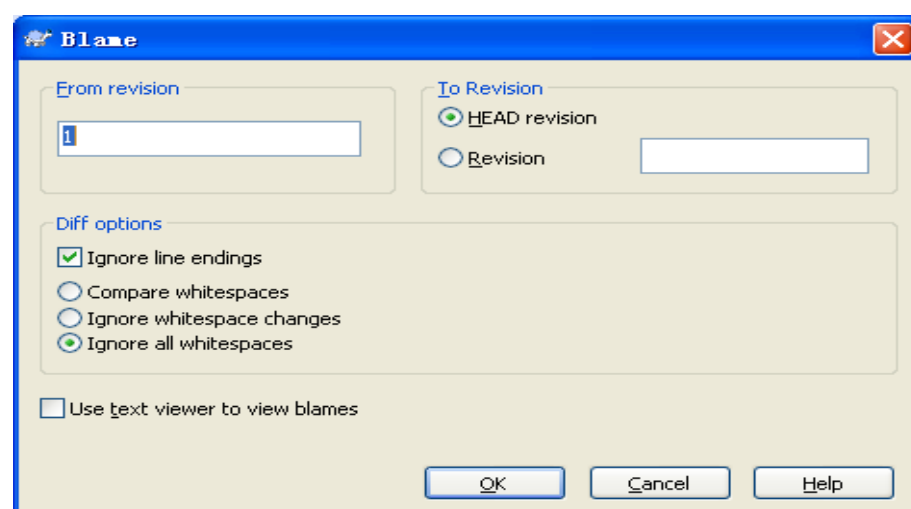 Blame
From revision
1
To Revision
HEAD revision
Revision
Diff options
Ignore line endings
Compare whitespaces
Ignore whitespace changes
Ignore all whitespaces
Use text viewer to view blames
OK Cancel Help